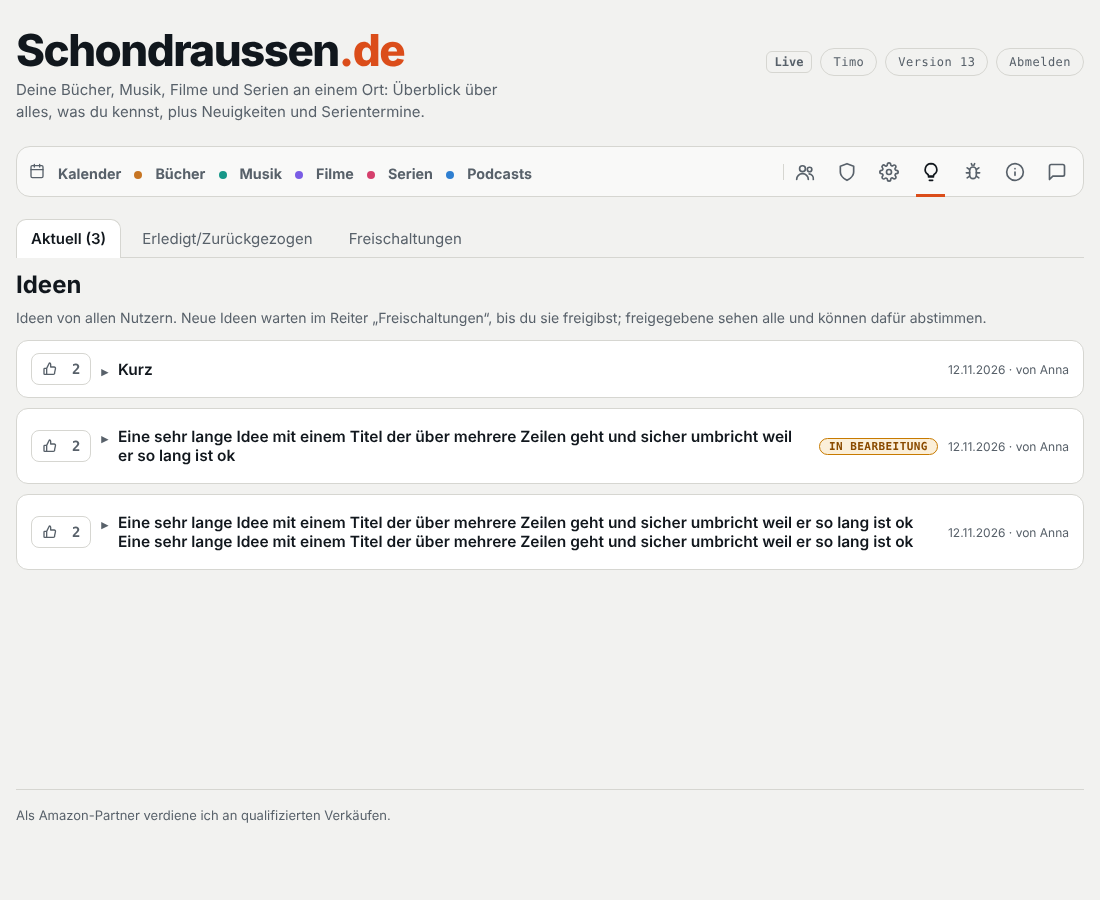 Schondraussen.de
Deine Bücher, Musik, Filme und Serien an einem Ort: Überblick über
alles, was du kennst, plus Neuigkeiten und Serientermine.
Live Timo Version 13 Abmelden
Kalender Bücher Musik Filme Serien Podcasts
Aktuell (3) Erledigt/Zurückgezogen Freischaltungen
Ideen
Ideen von allen Nutzern. Neue Ideen warten im Reiter „Freischaltungen“, bis du sie freigibst; freigegebene sehen alle und können dafür abstimmen.
2 Kurz 12.11.2026 · von Anna
2 Eine sehr lange Idee mit einem Titel der über mehrere Zeilen geht und sicher umbricht weil
er so lang ist ok
IN BEARBEITUNG 12.11.2026 · von Anna
2 Eine sehr lange Idee mit einem Titel der über mehrere Zeilen geht und sicher umbricht weil er so lang ist ok
Eine sehr lange Idee mit einem Titel der über mehrere Zeilen geht und sicher umbricht weil er so lang ist ok
12.11.2026 · von Anna
Als Amazon-Partner verdiene ich an qualifizierten Verkäufen.